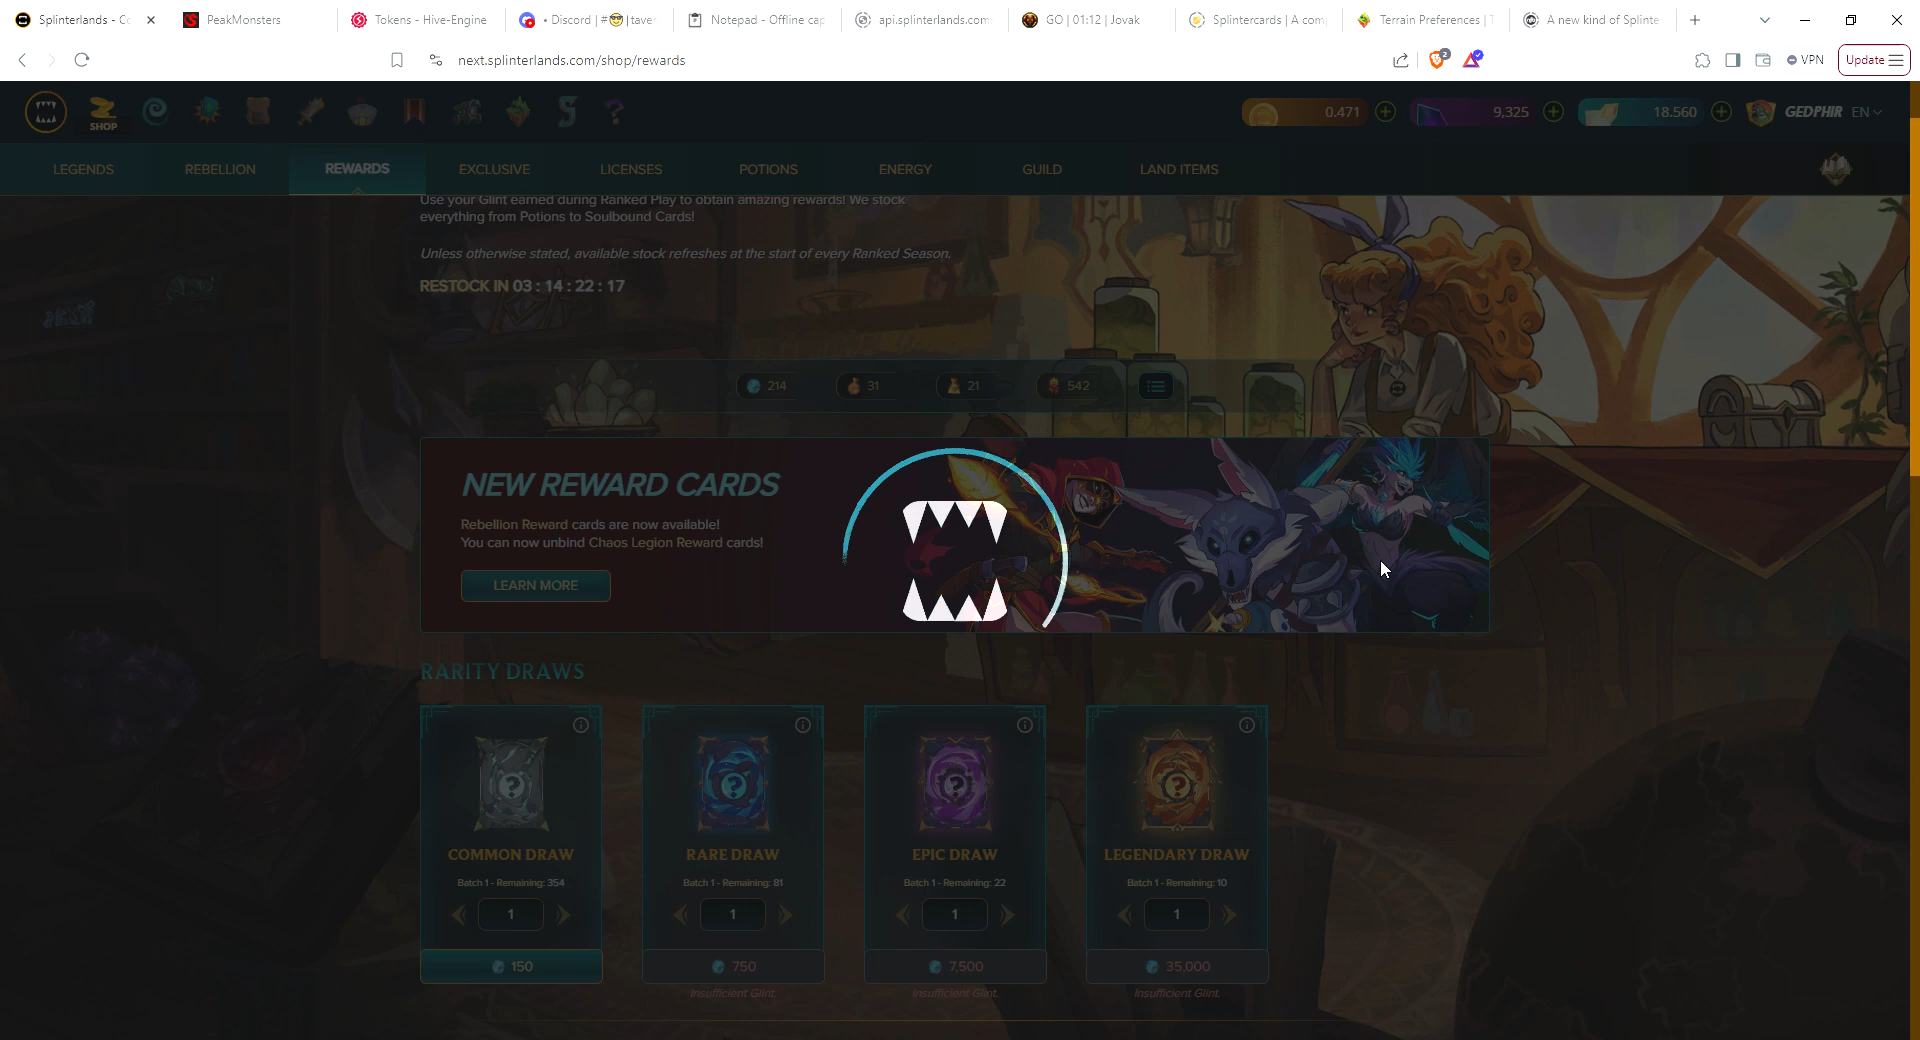 Splinterlands - Co
PeakMonsters
Tokens - Hive-Engine
• Discord | #😎|taver
Notepad - Offline cap
api.splinterlands.com
GO | 01:12 | Jovak
Splintercards | A com
Terrain Preferences |
A new kind of Splinte
next.splinterlands.com/shop/rewards
2
VPN
Update
SHOP
0.471
9,325
18.560
GEDPHIR
EN
LEGENDS
REBELLION
REWARDS
EXCLUSIVE
LICENSES
POTIONS
ENERGY
GUILD
LAND ITEMS
Use your Glint earned during Ranked Play to obtain amazing rewards! We stock
everything from Potions to Soulbound Cards!
Unless otherwise stated, available stock refreshes at the start of every Ranked Season.
RESTOCK IN 03 : 14 : 22 : 17
214
31
21
542
NEW REWARD CARDS
Rebellion Reward cards are now available!
You can now unbind Chaos Legion Reward cards!
LEARN MORE
RARITY DRAWS
COMMON DRAW
Batch 1 - Remaining: 354
1
150
RARE DRAW
Batch 1 - Remaining: 81
1
750
Insufficient Glint.
EPIC DRAW
Batch 1 - Remaining: 22
1
7,500
Insufficient Glint.
LEGENDARY DRAW
Batch 1 - Remaining: 10
1
35,000
Insufficient Glint.